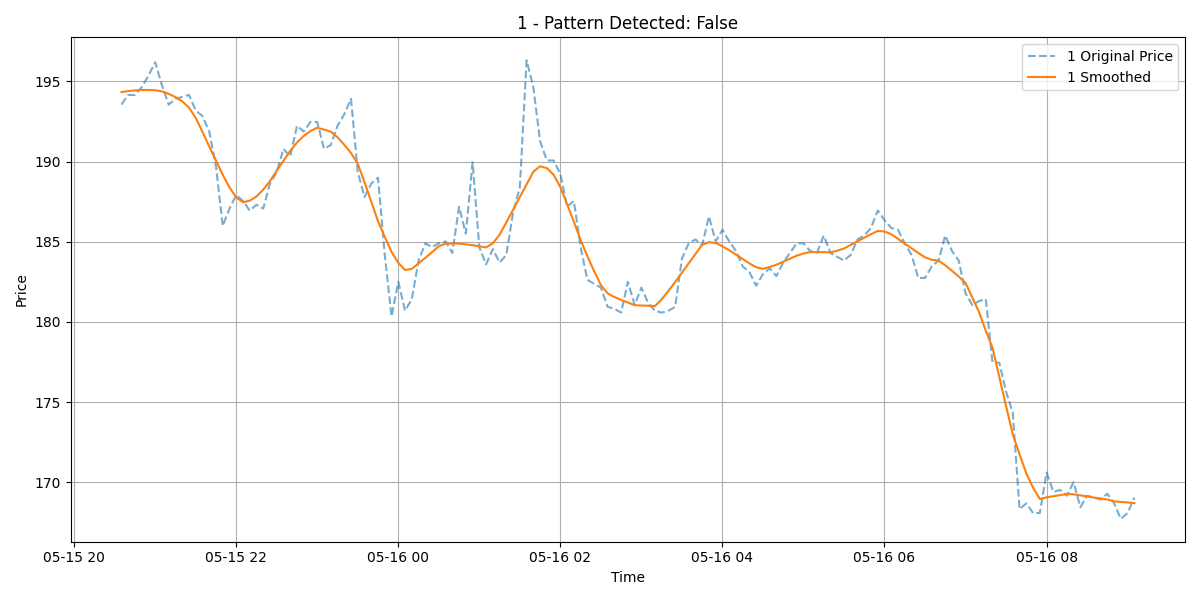 1 - Pattern Detected: False
1 Original Price
1 Smoothed
Price
195
190
185
180
175
170
05-15 20
05-15 22
05-16 00
05-16 02
05-16 04
05-16 06
05-16 08
Time